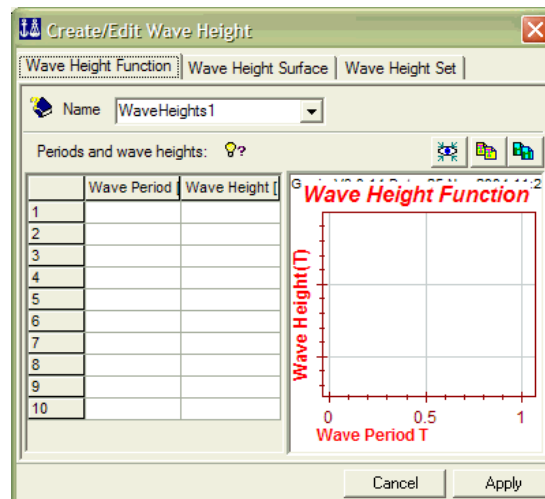 Create/Edit Wave Height
Wave Height Function Wave Height Surface Wave Height Set
Name WaveHeights1
Periods and wave heights: ?
Wave Period [ Wave Height [
1
2
3
4
5
6
7
8
9
10
Wave Height Function
Wave Height(T)
0 0.5 1
Wave Period T
Cancel Apply